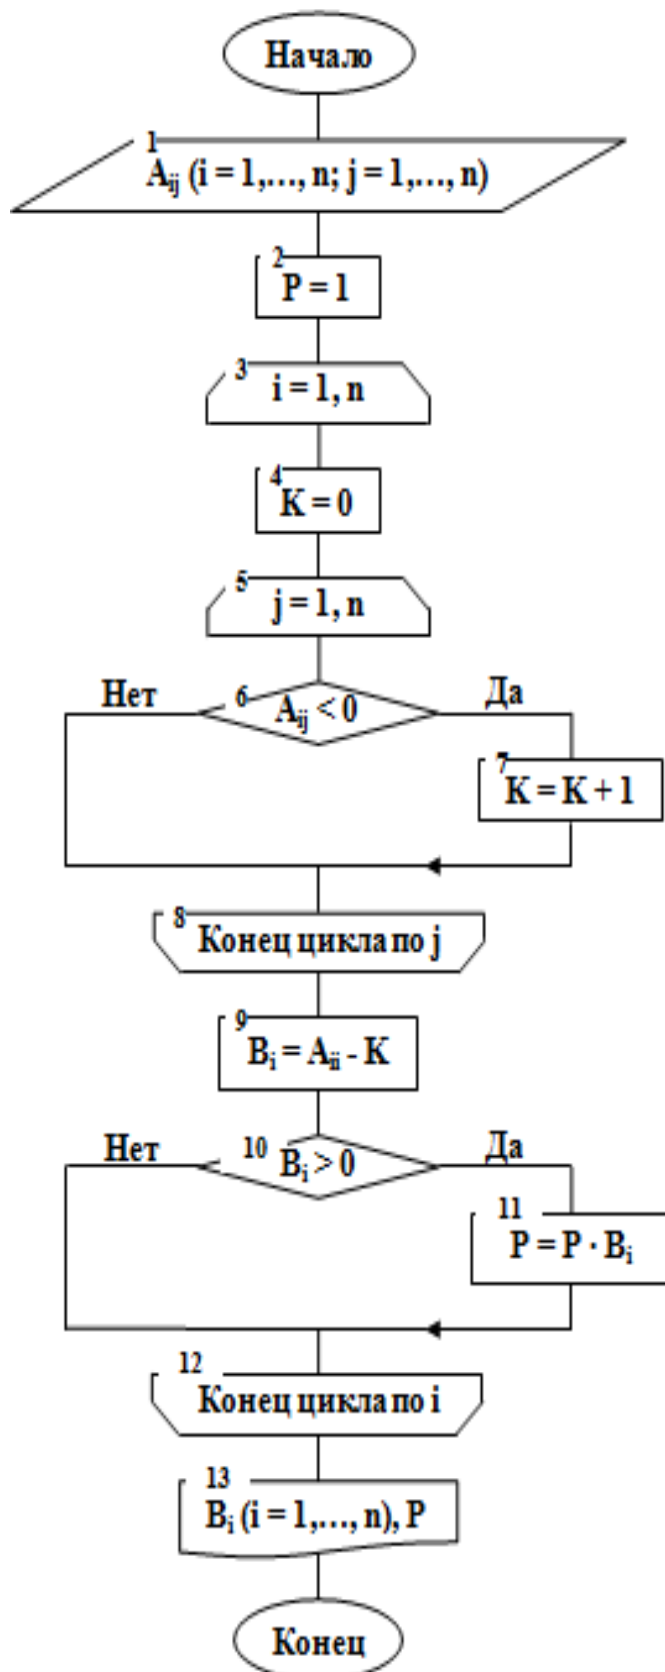 Начало
1
Aij (i = 1,..., n; j = 1,..., n)
2
P = 1
3
i = 1, n
4
K = 0
5
j = 1, n
Нет
6
Aij < 0
Да
7
K = K + 1
8
Конец цикла по j
9
Bi = Aii - K
Нет
10
Bi > 0
Да
11
P = P · Bi
12
Конец цикла по i
13
Bi (i = 1,..., n), P
Конец